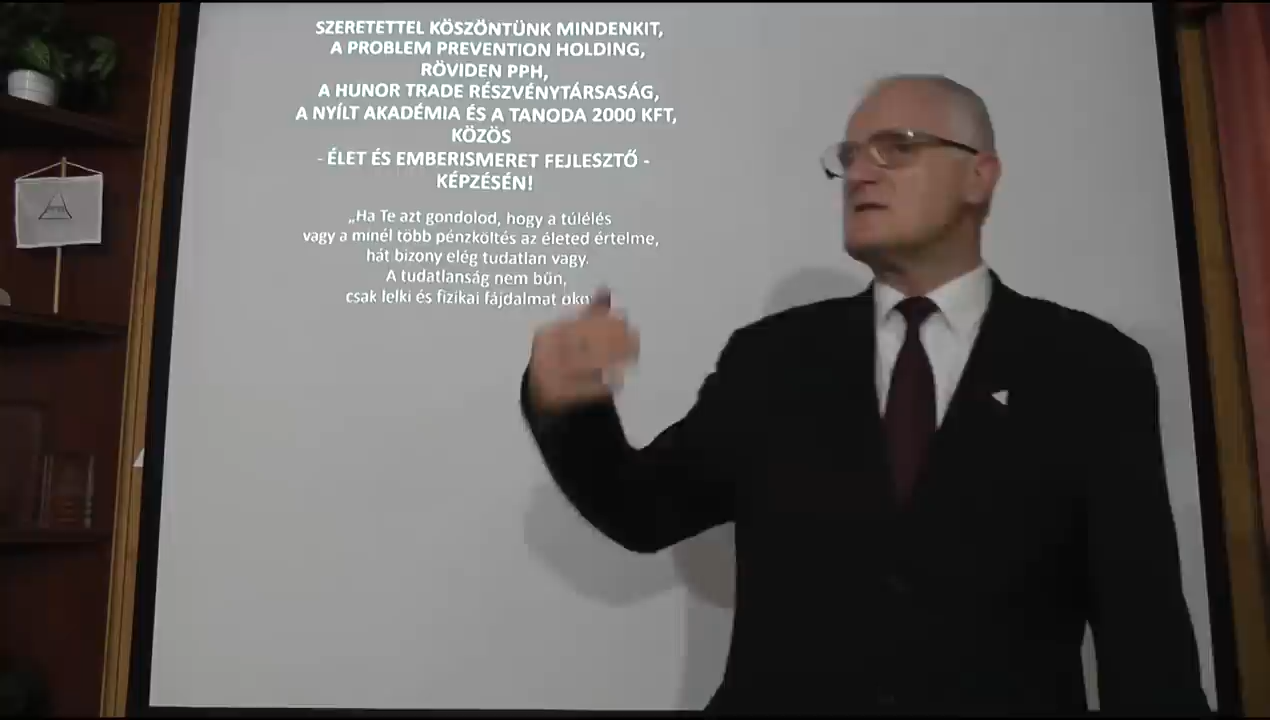 SZERETETTEL KÖSZÖNTÜNK MINDENKIT,
A PROBLEM PREVENTION HOLDING,
RÖVIDEN PPH,
A HUNOR TRADE RÉSZVÉNYTÁRSASÁG,
A NYÍLT AKADÉMIA ÉS A TANODA 2000 KFT,
KÖZÖS
- ÉLET ÉS EMBERISMERET FEJLESZTŐ -
KÉPZÉSÉN!
„Ha Te azt gondolod, hogy a túlélés
vagy a minél több pénzköltés az életed értelme,
hát bizony elég tudatlan vagy.
A tudatlanság nem bűn,
csak lelki és fizikai fájdalmat